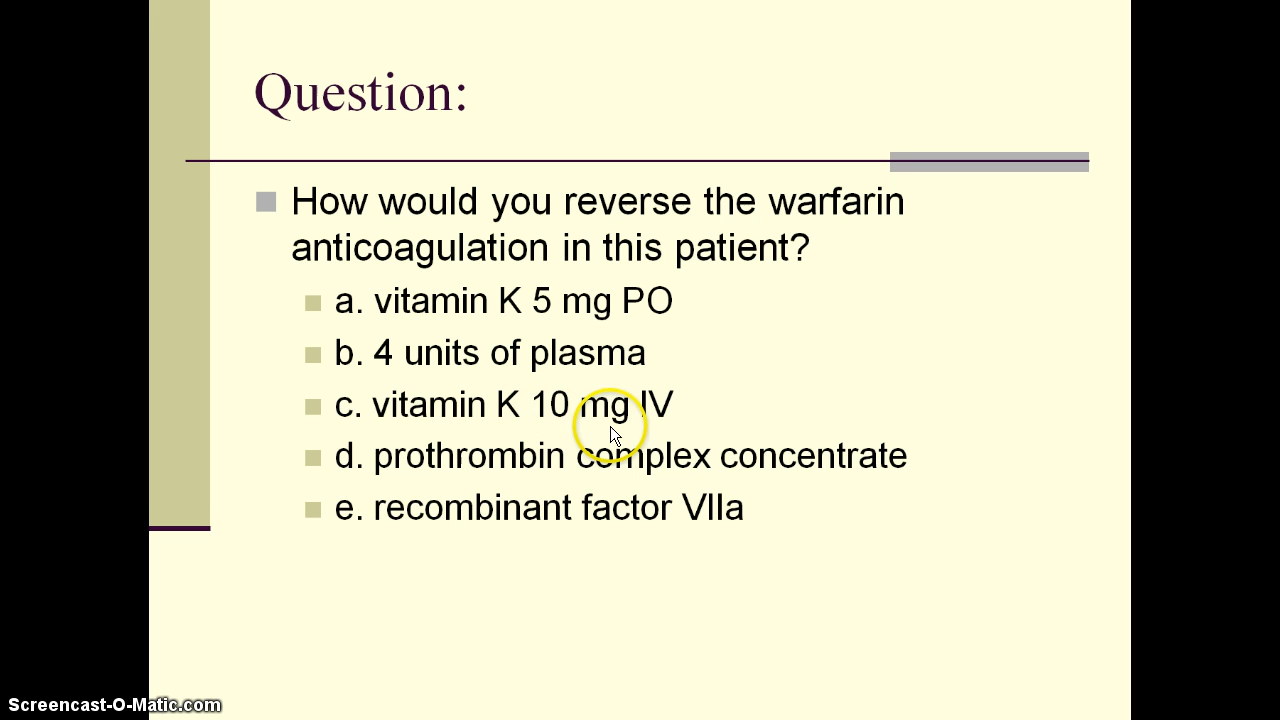 Question:
How would you reverse the warfarin
anticoagulation in this patient?
a. vitamin K 5 mg PO
b. 4 units of plasma
c. vitamin K 10 mg IV
d. prothrombin complex concentrate
e. recombinant factor VIIa
Screencast-O-Matic.com